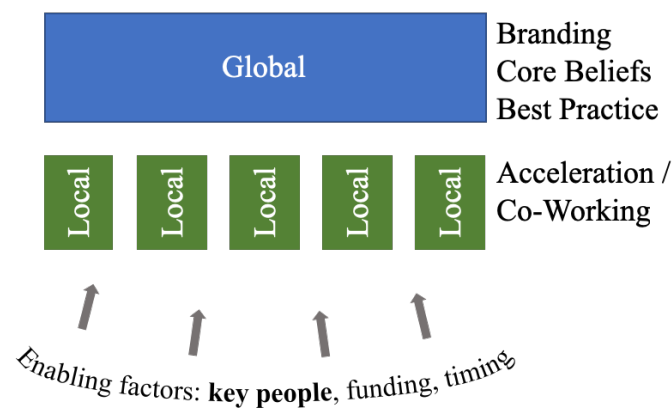 Global
Branding
Core Beliefs
Best Practice
Local
Local
Local
Local
Local
Acceleration /
Co-Working
Enabling factors: key people, funding, timing